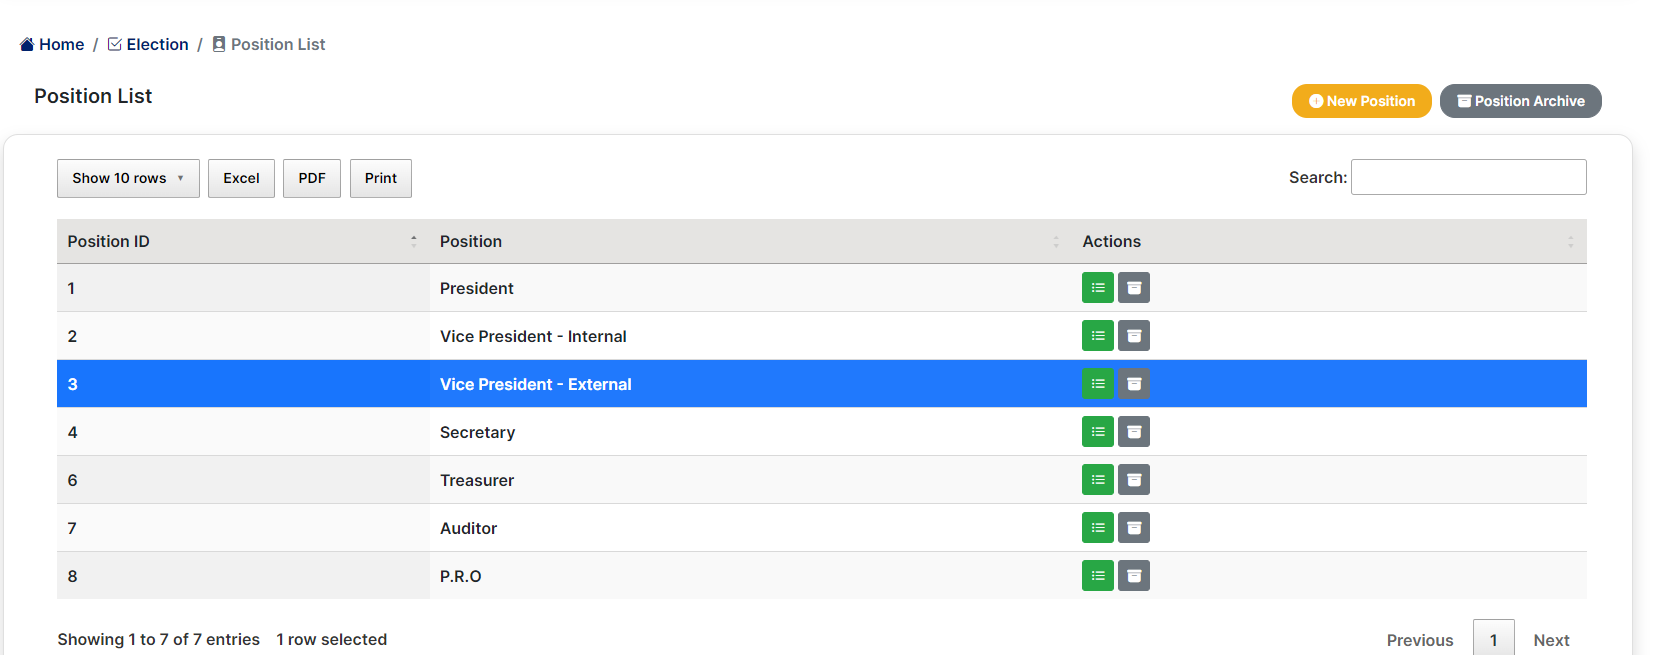 Home / Election / Position List
Position List
New Position Position Archive
Show 10 rows Excel PDF Print Search:
Position ID Position Actions
1 President
2 Vice President - Internal
3 Vice President - External
4 Secretary
6 Treasurer
7 Auditor
8 P.R.O
Showing 1 to 7 of 7 entries 1 row selected Previous 1 Next